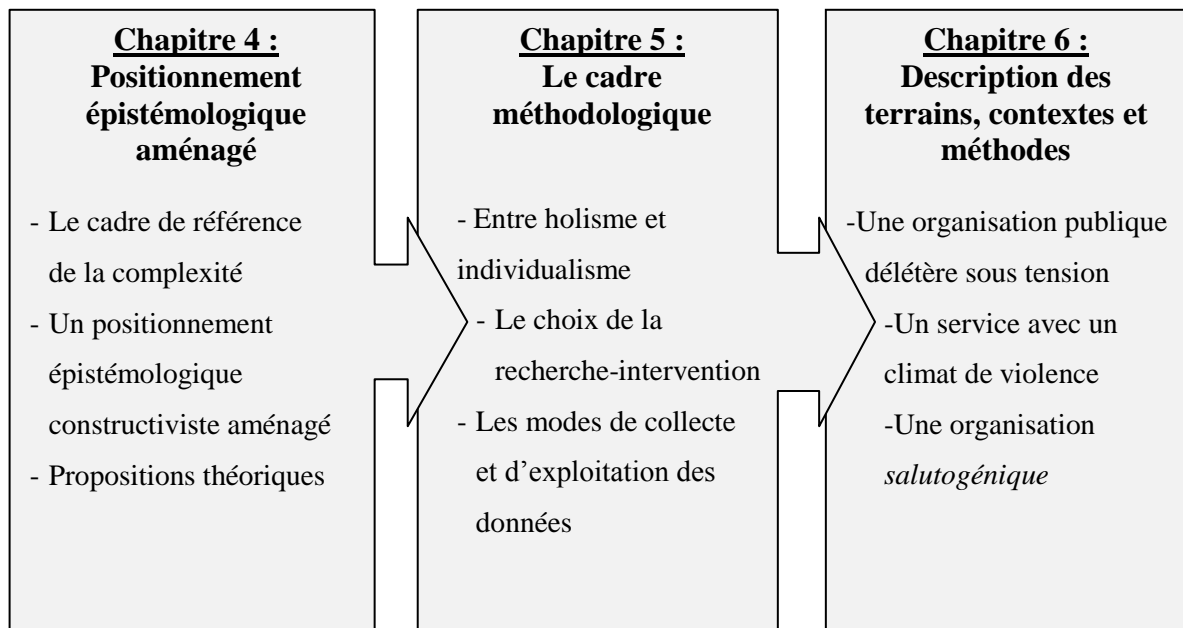 Chapitre 4 :
Positionnement
épistémologique
aménagé
- Le cadre de référence
de la complexité
- Un positionnement
épistémologique
constructiviste aménagé
- Propositions théoriques
Chapitre 5 :
Le cadre
méthodologique
- Entre holisme et
individualisme
- Le choix de la
recherche-intervention
- Les modes de collecte
et d’exploitation des
données
Chapitre 6 :
Description des
terrains, contextes et
méthodes
-Une organisation publique
délétère sous tension
-Un service avec un
climat de violence
-Une organisation
salutogénique